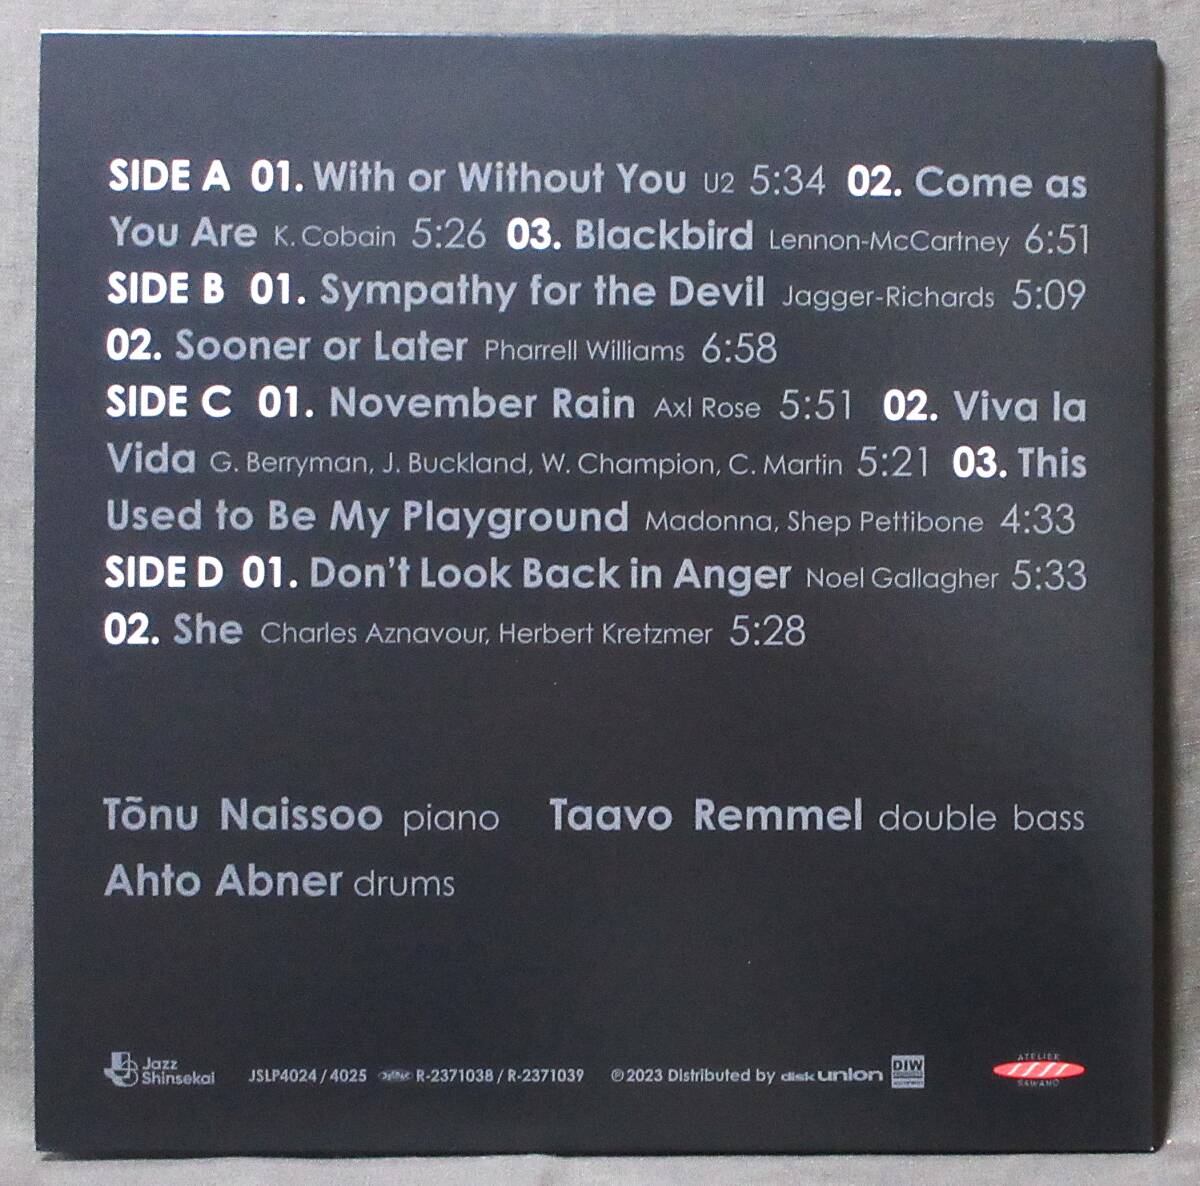 SIDE A 01. With or Without You U2 5:34 02. Come as
You Are K. Cobain 5:26 03. Blackbird Lennon-McCartney 6:51
SIDE B 01. Sympathy for the Devil Jagger-Richards 5:09
02. Sooner or Later Pharrell Williams 6:58
SIDE C 01. November Rain Axl Rose 5:51 02. Viva la
Vida G. Berryman, J. Buckland, W. Champion, C. Martin 5:21 03. This
Used to Be My Playground Madonna, Shep Pettibone 4:33
SIDE D 01. Don't Look Back in Anger Noel Gallagher 5:33
02. She Charles Aznavour, Herbert Kretzmer 5:28
Tõnu Naissoo piano Taavo Remmel double bass
Ahto Abner drums
Jazz
Shinsekai
JSLP4024 / 4025 R-2371038 / R-2371039 ℗2023 Distributed by disk union DIW
ATELIER
SAWANO